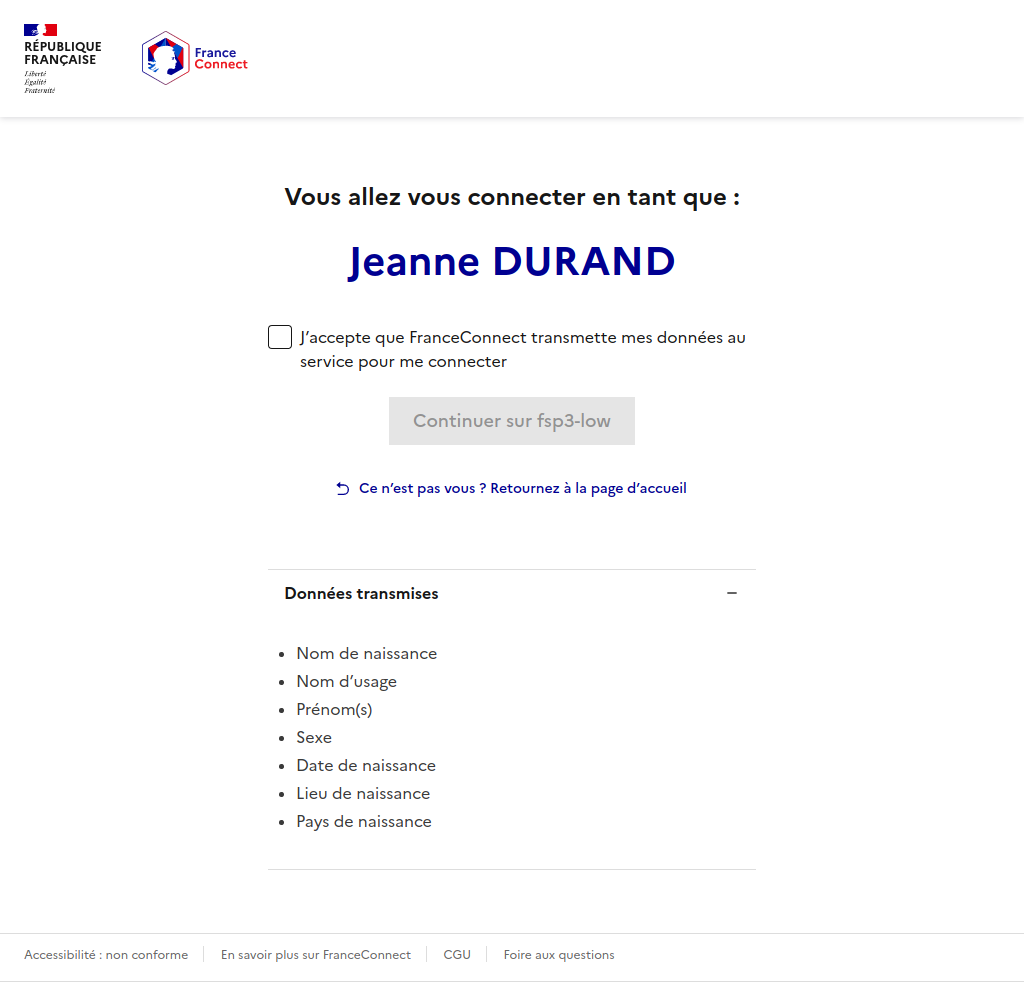 RÉPUBLIQUE
FRANÇAISE
Liberté
Égalité
Fraternité
France
Connect
Vous allez vous connecter en tant que :
Jeanne DURAND
J’accepte que FranceConnect transmette mes données au
service pour me connecter
Continuer sur fsp3-low
Ce n’est pas vous ? Retournez à la page d’accueil
Données transmises
Nom de naissance
Nom d’usage
Prénom(s)
Sexe
Date de naissance
Lieu de naissance
Pays de naissance
Accessibilité : non conforme
En savoir plus sur FranceConnect
CGU
Foire aux questions